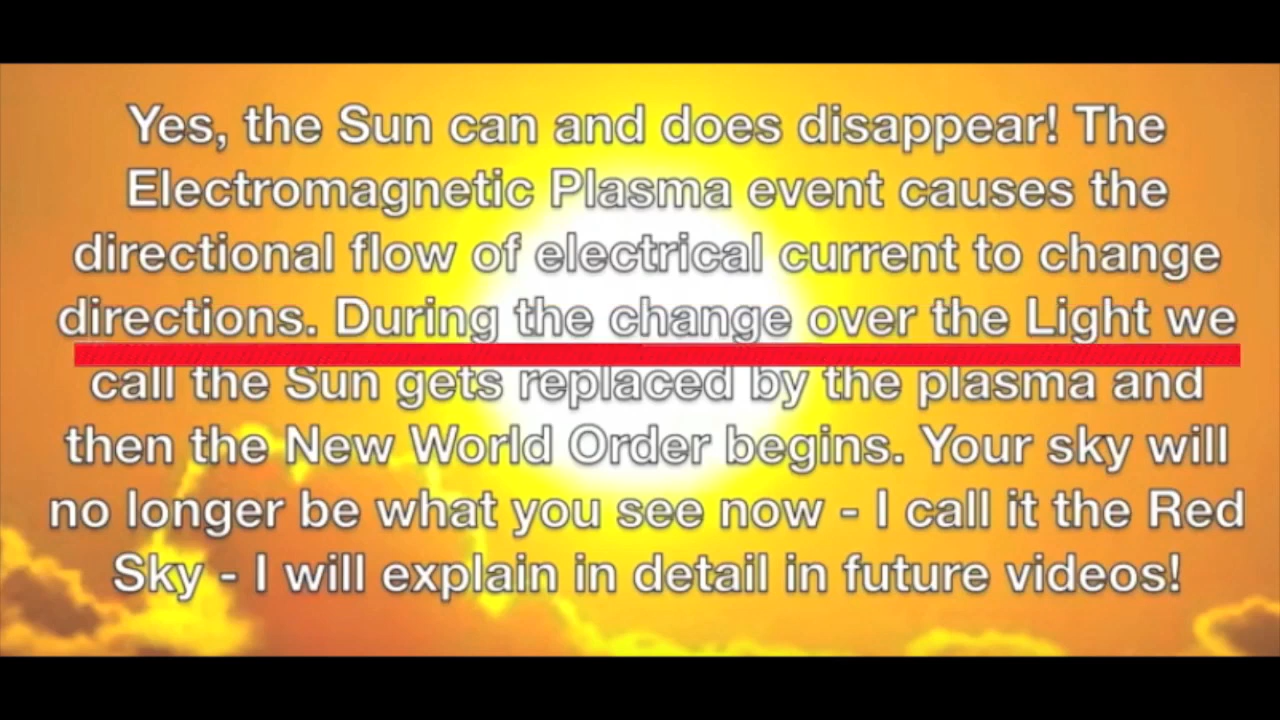 Yes, the Sun can and does disappear! The
Electromagnetic Plasma event causes the
directional flow of electrical current to change
directions. During the change over the Light we
call the Sun gets replaced by the plasma and
then the New World Order begins. Your sky will
no longer be what you see now - I call it the Red
Sky - I will explain in detail in future videos!